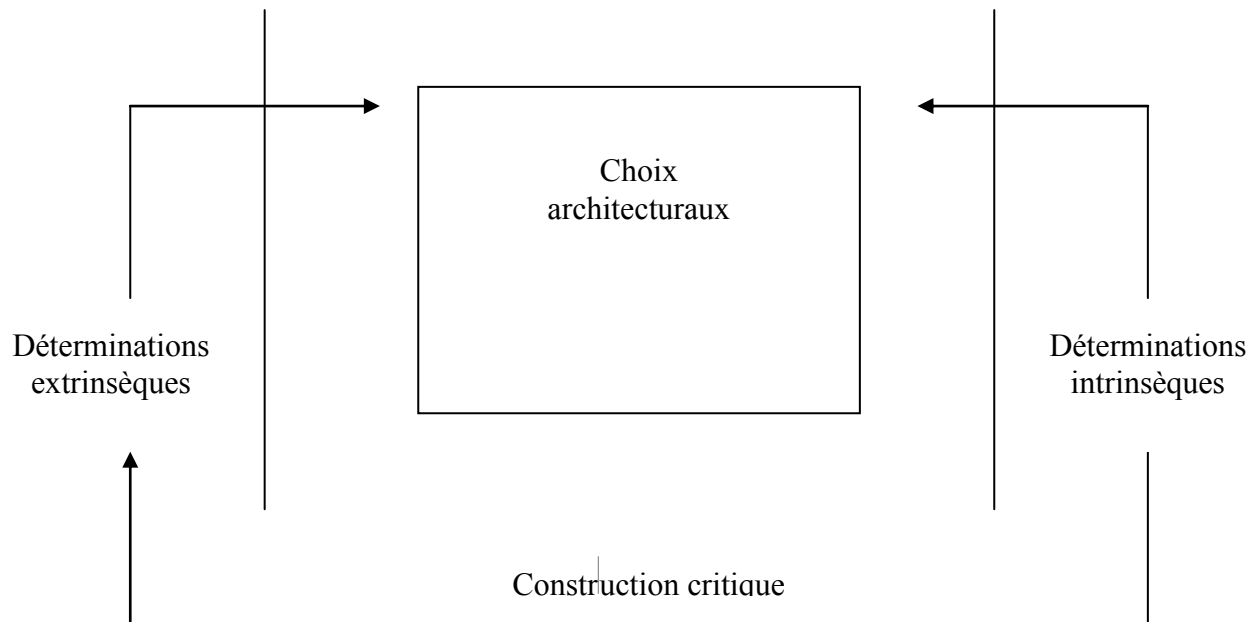 Choix
architecturaux
Déterminations
extrinsèques
Déterminations
intrinsèques
Construction critique